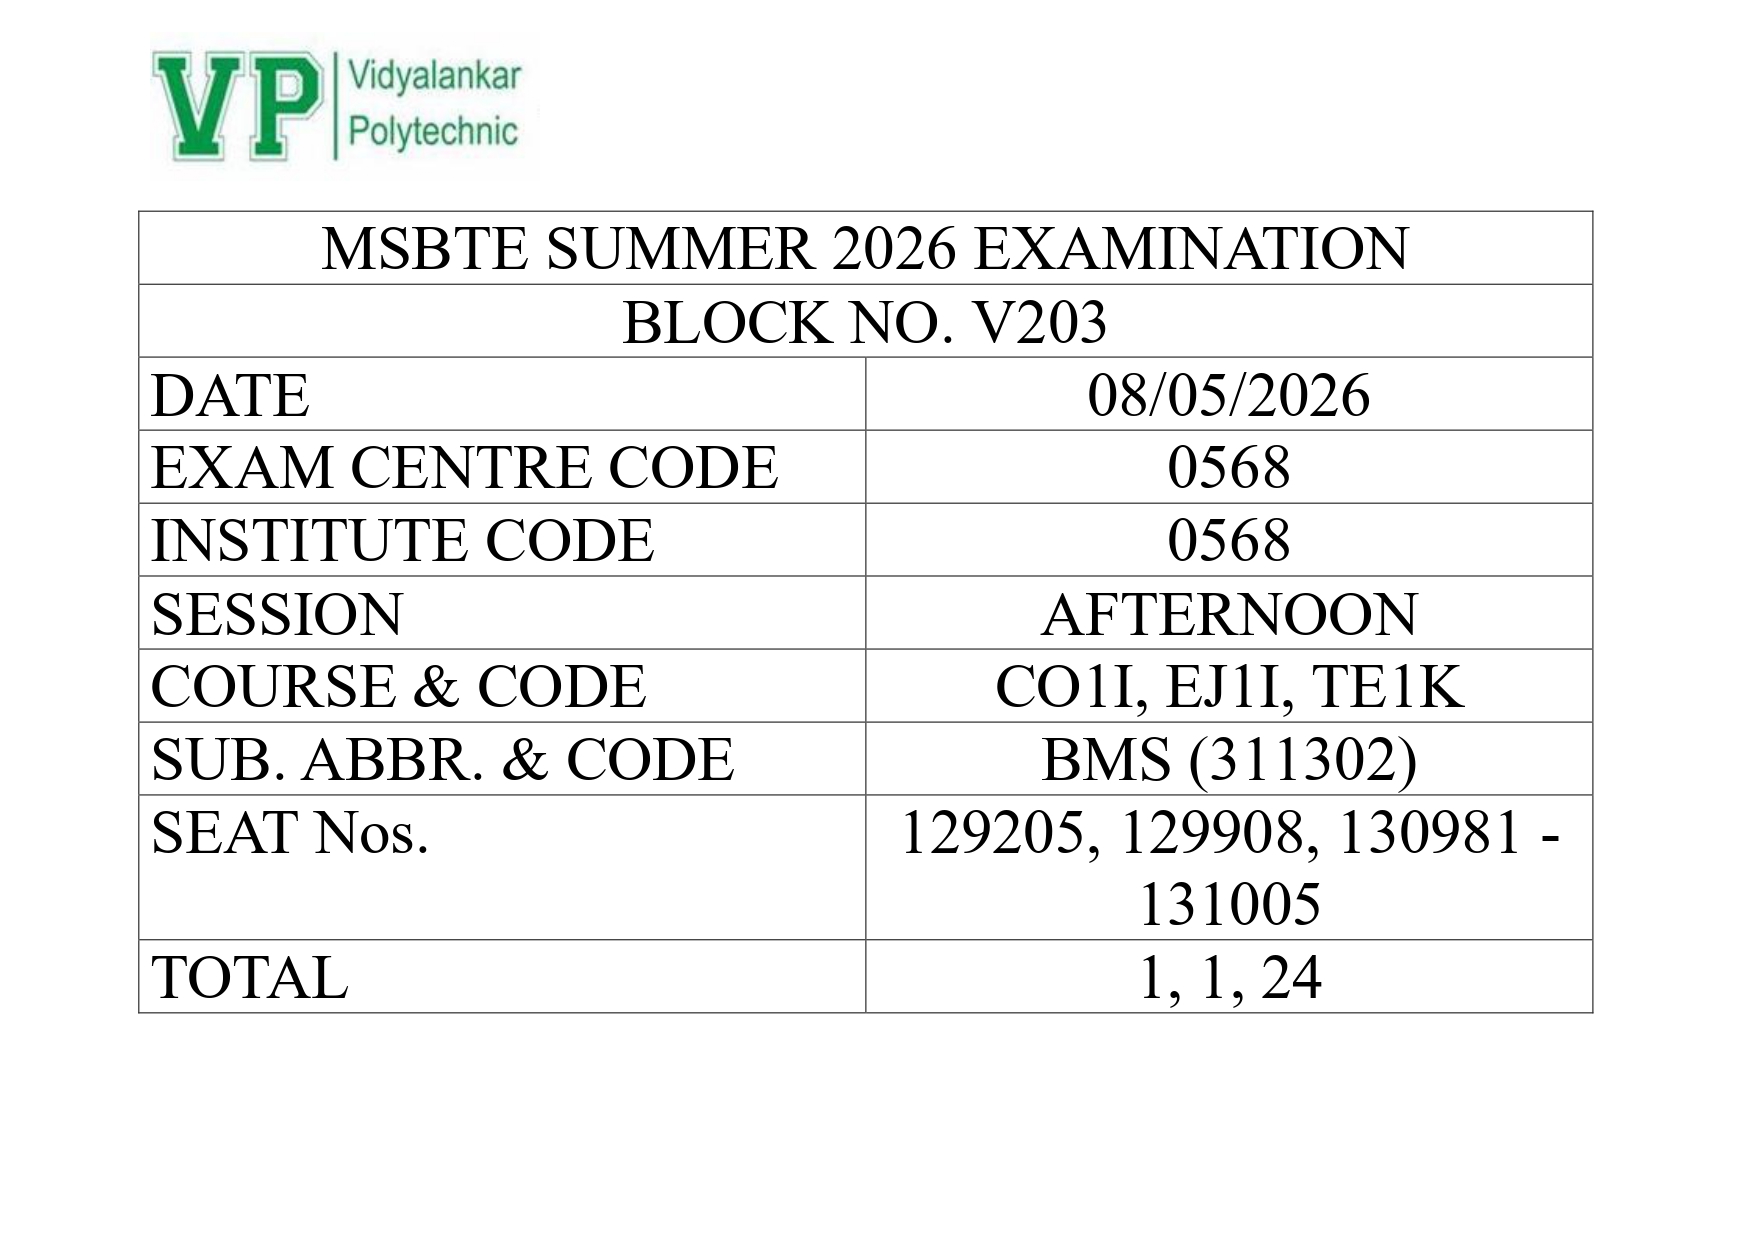 VP
Vidyalankar
Polytechnic
MSBTE SUMMER 2026 EXAMINATION
BLOCK NO. V203
DATE 08/05/2026
EXAM CENTRE CODE 0568
INSTITUTE CODE 0568
SESSION AFTERNOON
COURSE & CODE CO1I, EJ1I, TE1K
SUB. ABBR. & CODE BMS (311302)
SEAT Nos. 129205, 129908, 130981 -
131005
TOTAL 1, 1, 24